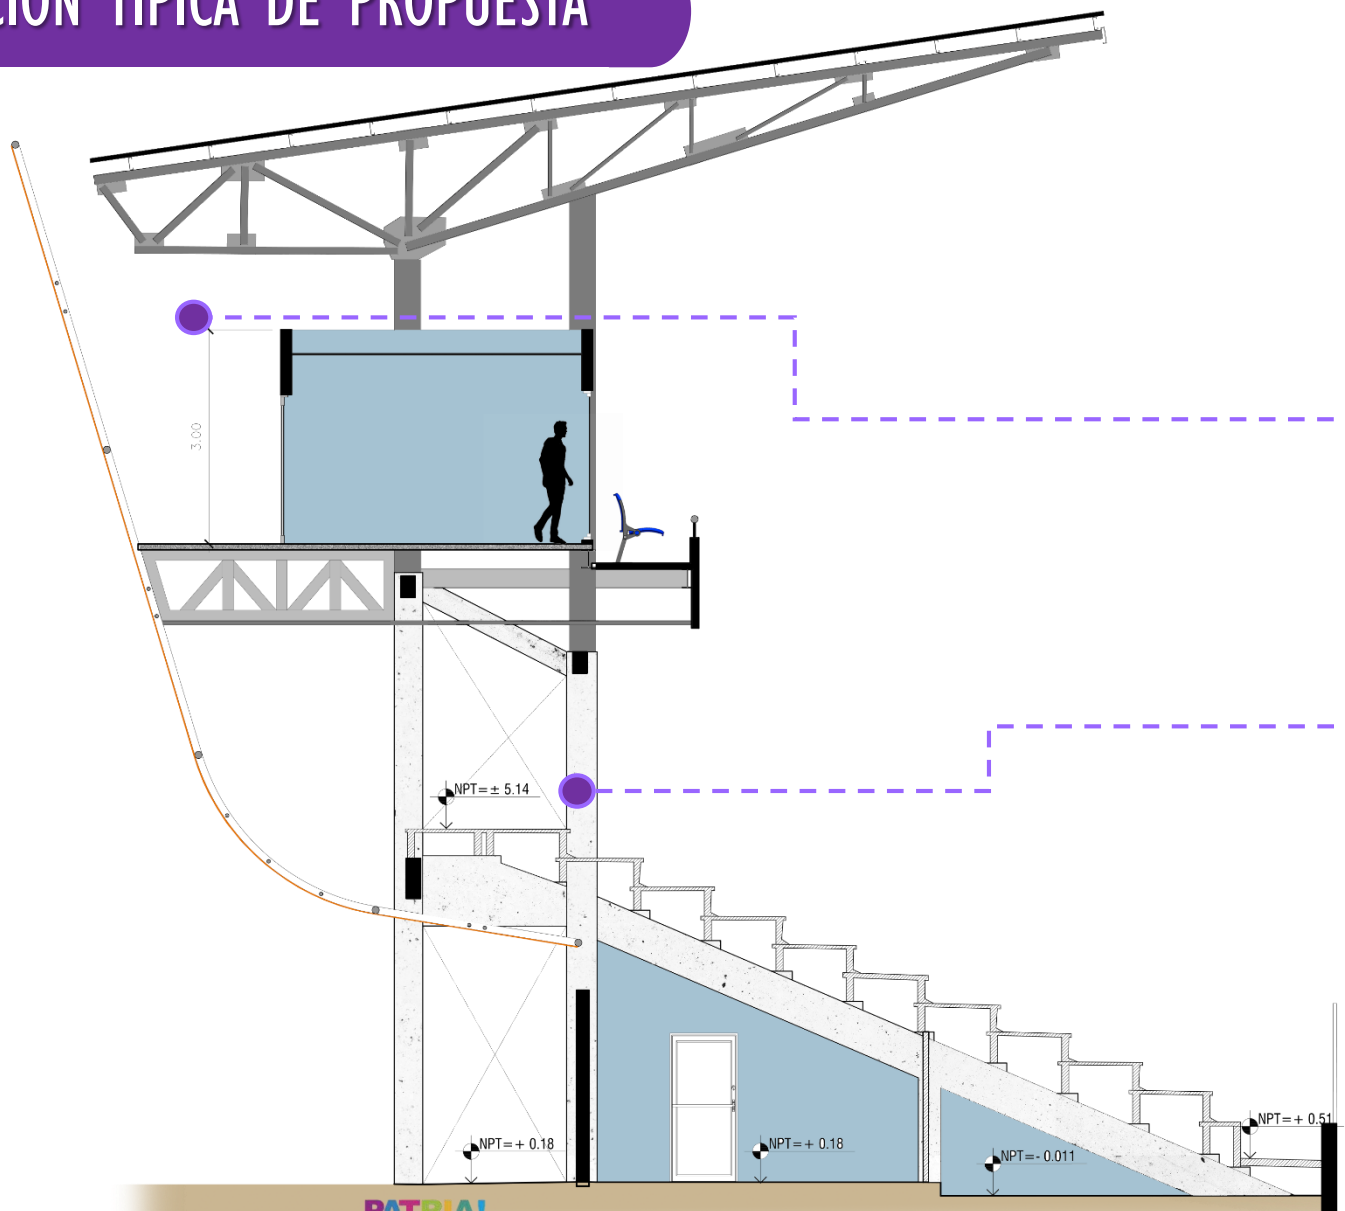 TÍPICA DE PROPUESTA
3.00
NPT=± 5.14
NPT=+ 0.51
NPT=+ 0.18
NPT=+ 0.18
NPT=- 0.011